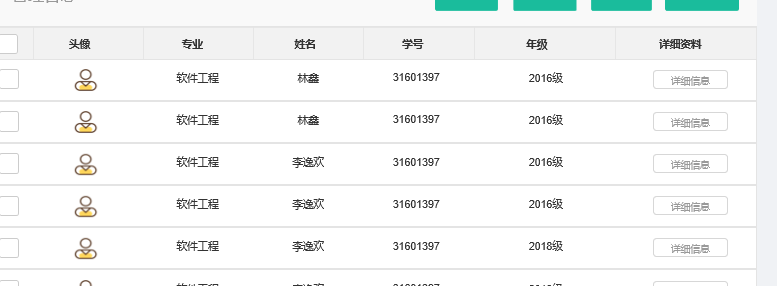 头像 专业 姓名 学号 年级 详细资料
软件工程 林鑫 31601397 2016级 详细信息
软件工程 林鑫 31601397 2016级 详细信息
软件工程 李逸欢 31601397 2016级 详细信息
软件工程 李逸欢 31601397 2016级 详细信息
软件工程 李逸欢 31601397 2018级 详细信息